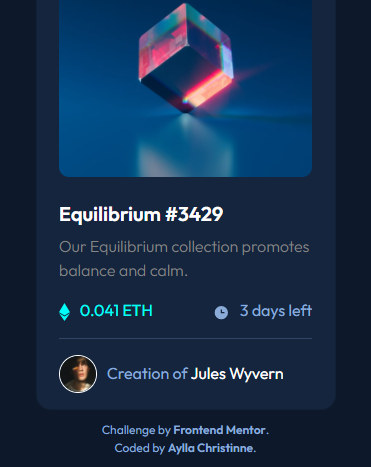 Equilibrium #3429
Our Equilibrium collection promotes
balance and calm.
0.041 ETH 3 days left
Creation of Jules Wyvern
Challenge by Frontend Mentor.
Coded by Aylla Christinne.